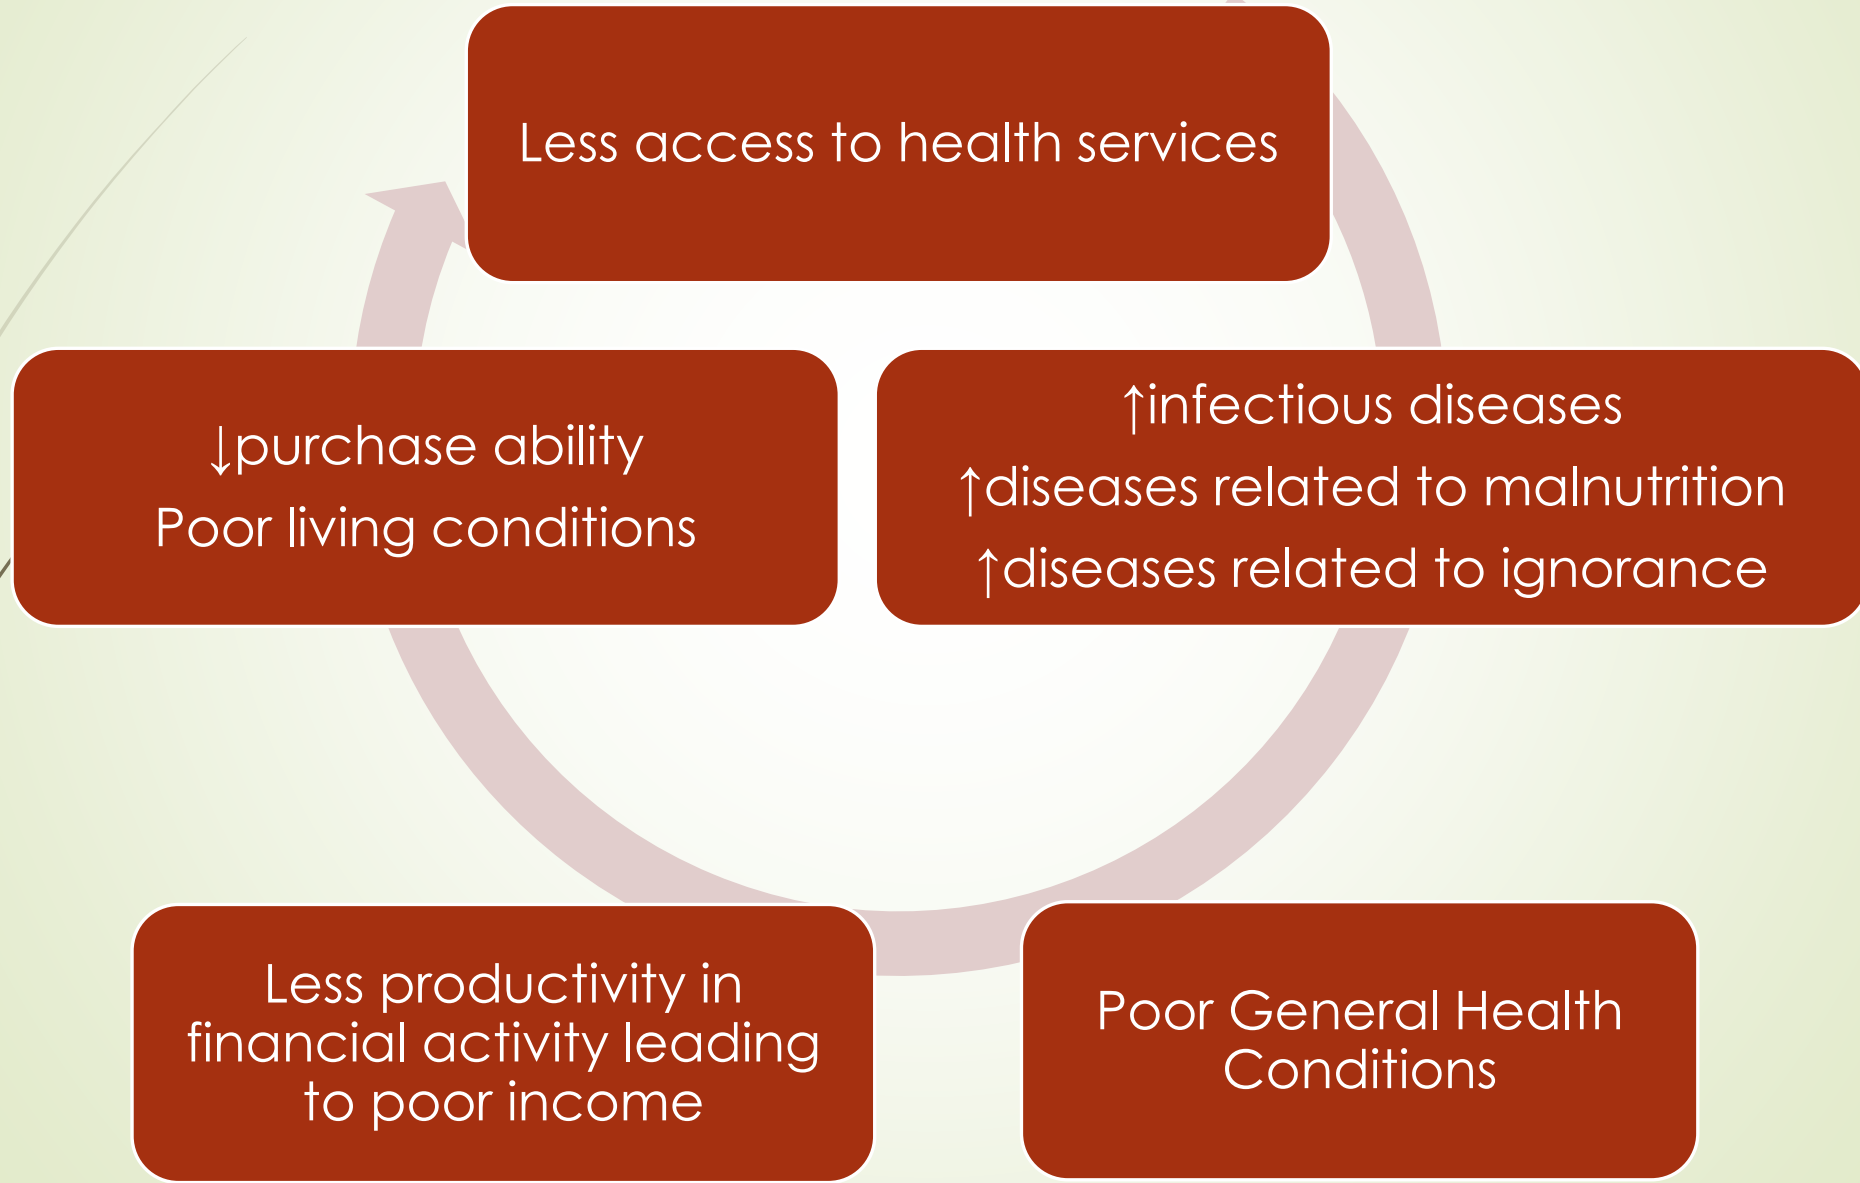 Less access to health services
↓purchase ability
Poor living conditions
↑infectious diseases
↑diseases related to malnutrition
↑diseases related to ignorance
Less productivity in
financial activity leading
to poor income
Poor General Health
Conditions